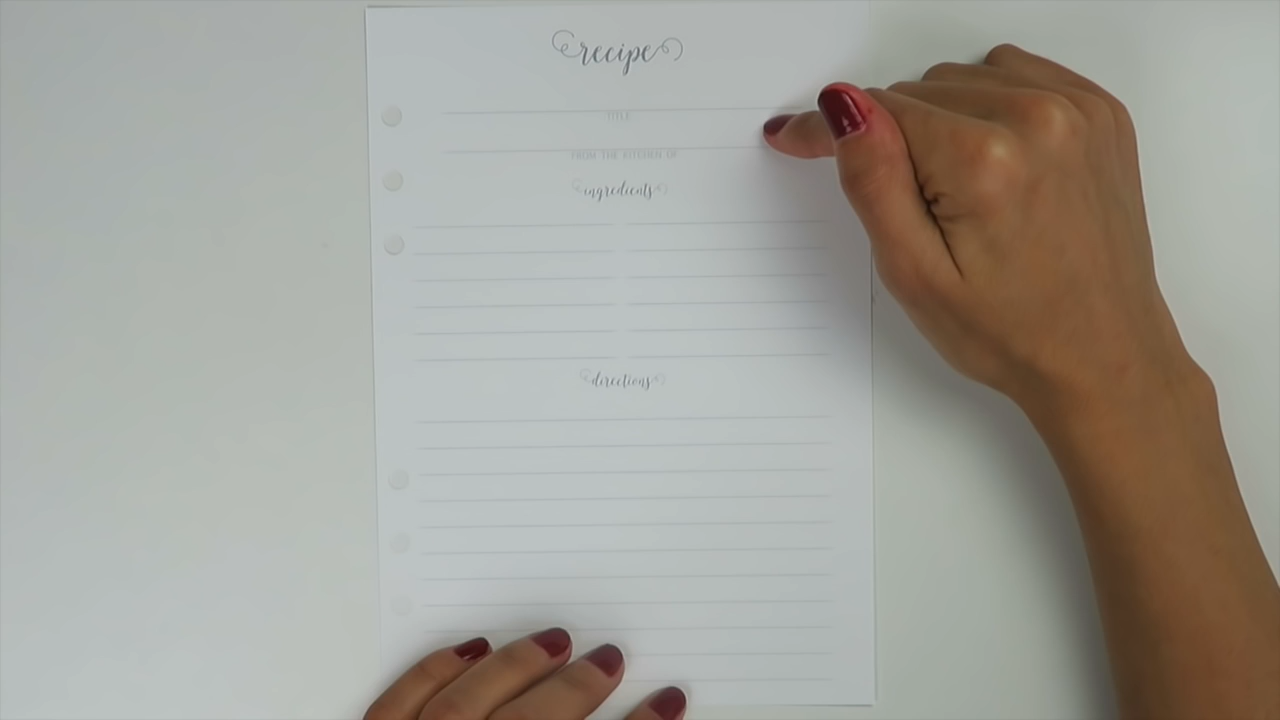 recipe
TITLE
FROM THE KITCHEN OF
ingredients
directions